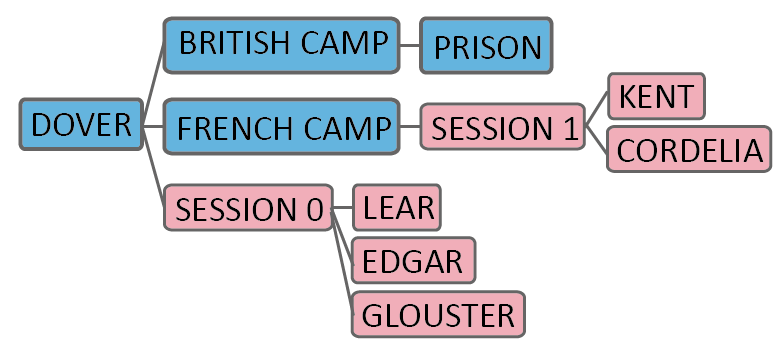 BRITISH CAMP
PRISON
DOVER
FRENCH CAMP
SESSION 1
KENT
CORDELIA
SESSION 0
LEAR
EDGAR
GLOUSTER